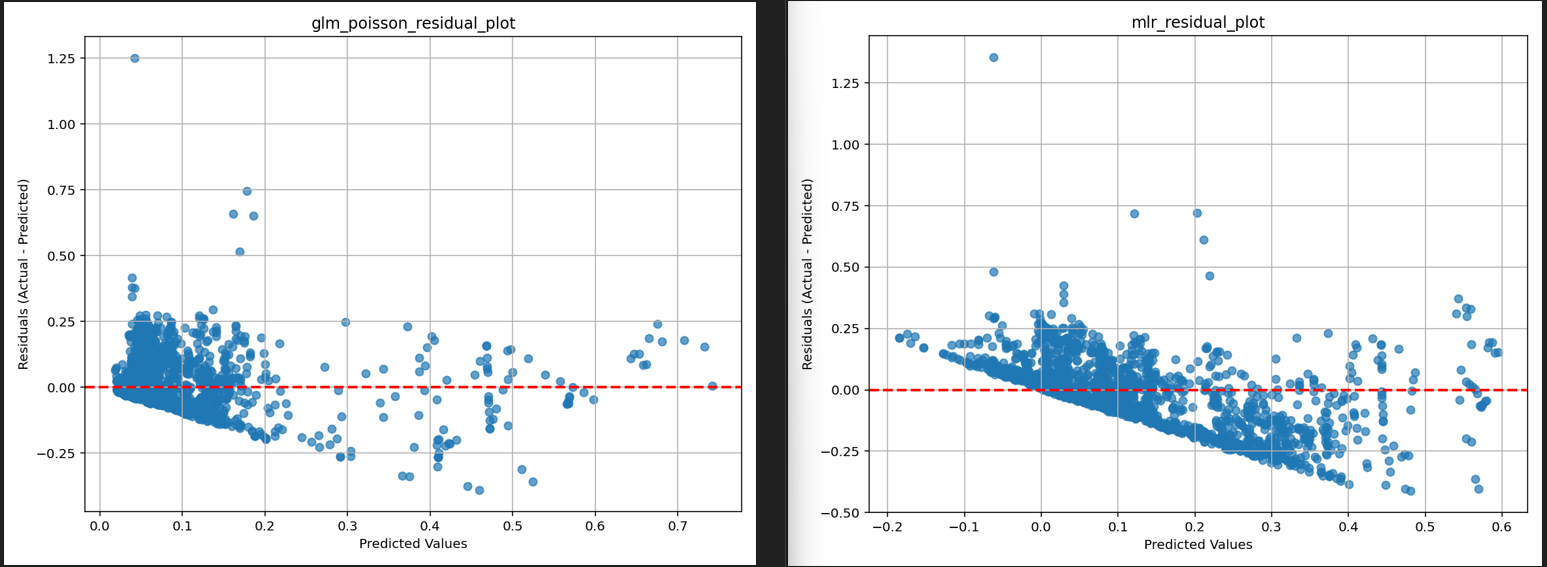 glm_poisson_residual_plot
1.25
1.00
0.75
0.50
0.25
0.00
−0.25
Residuals (Actual - Predicted)
0.0 0.1 0.2 0.3 0.4 0.5 0.6 0.7
Predicted Values
mlr_residual_plot
1.25
1.00
0.75
0.50
0.25
0.00
−0.25
−0.50
Residuals (Actual - Predicted)
−0.2 −0.1 0.0 0.1 0.2 0.3 0.4 0.5 0.6
Predicted Values